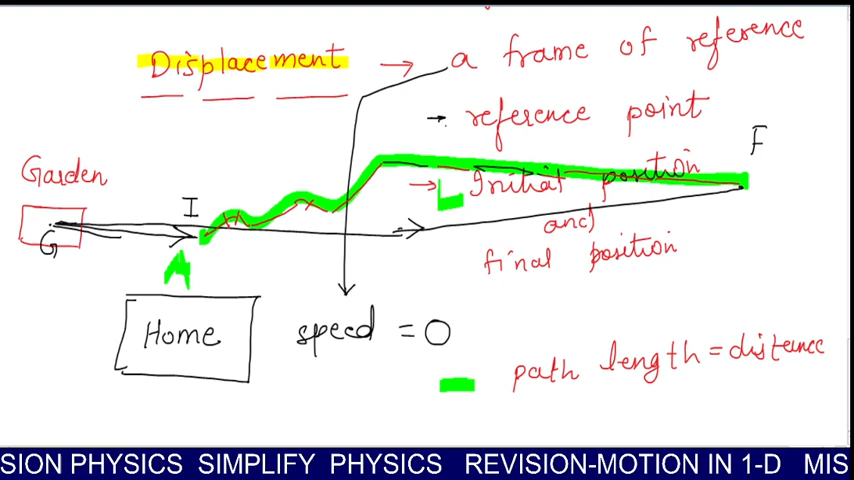 Displacement → a frame of reference
→ reference point
F
Garden
→ Initial position
I
G
and
final position
A
Home
speed = 0
path length = distance
SION PHYSICS SIMPLIFY PHYSICS REVISION-MOTION IN 1-D MIS